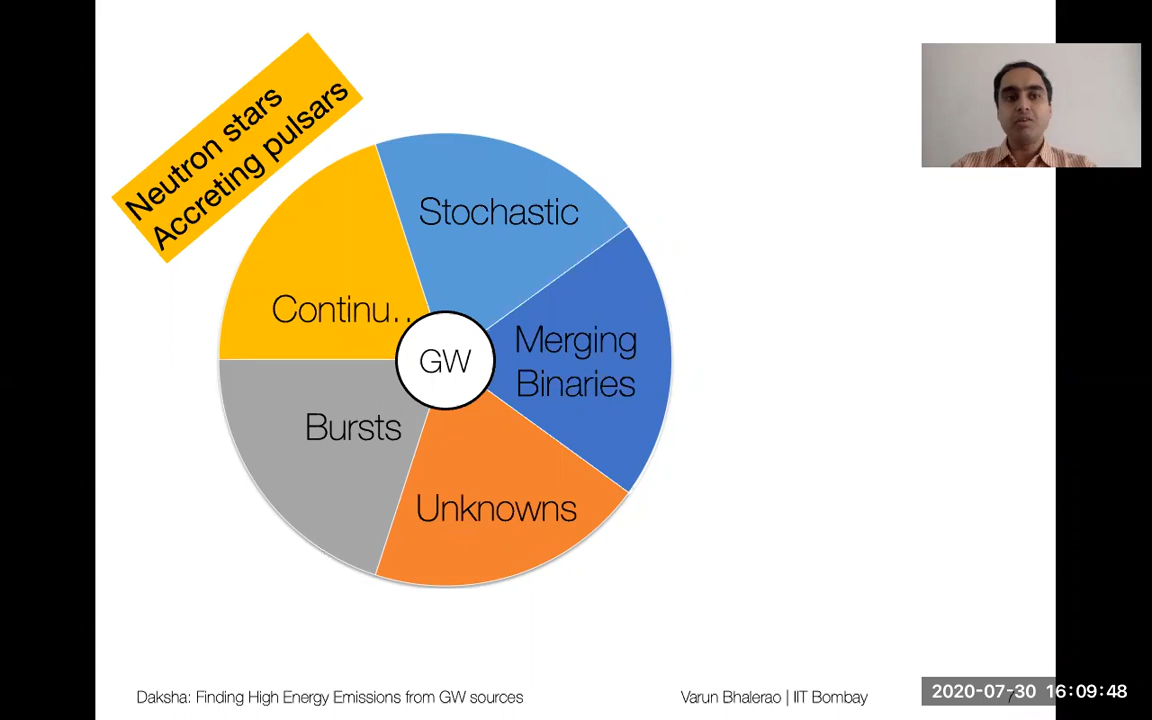 Neutron stars
Accreting pulsars
Stochastic
Continu..
Merging
Binaries
GW
Bursts
Unknowns
Daksha: Finding High Energy Emissions from GW sources
Varun Bhalerao | IIT Bombay
2020-07-30 16:09:48